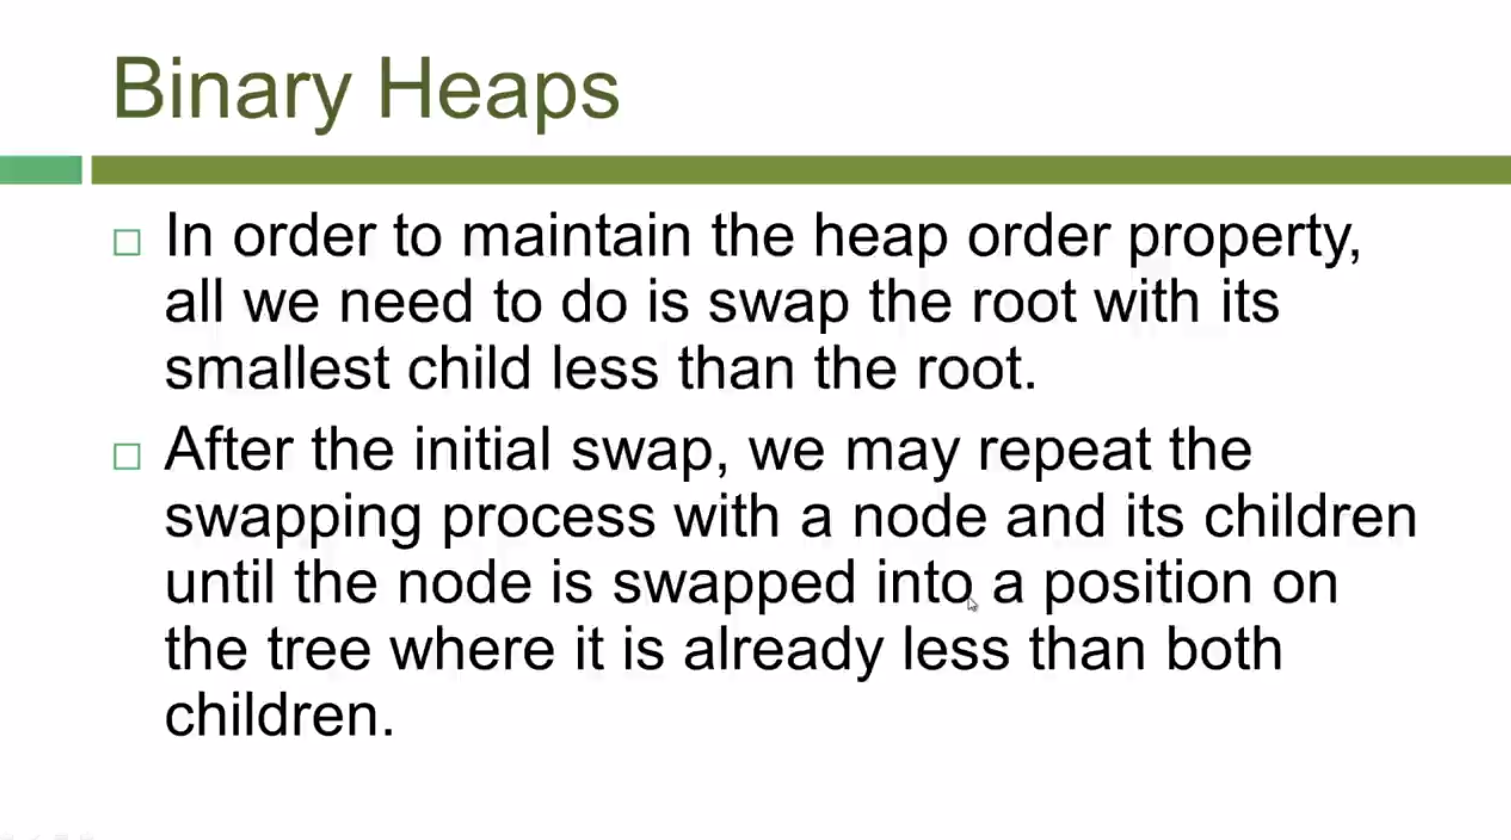 Binary Heaps
In order to maintain the heap order property,
all we need to do is swap the root with its
smallest child less than the root.
After the initial swap, we may repeat the
swapping process with a node and its children
until the node is swapped into a position on
the tree where it is already less than both
children.